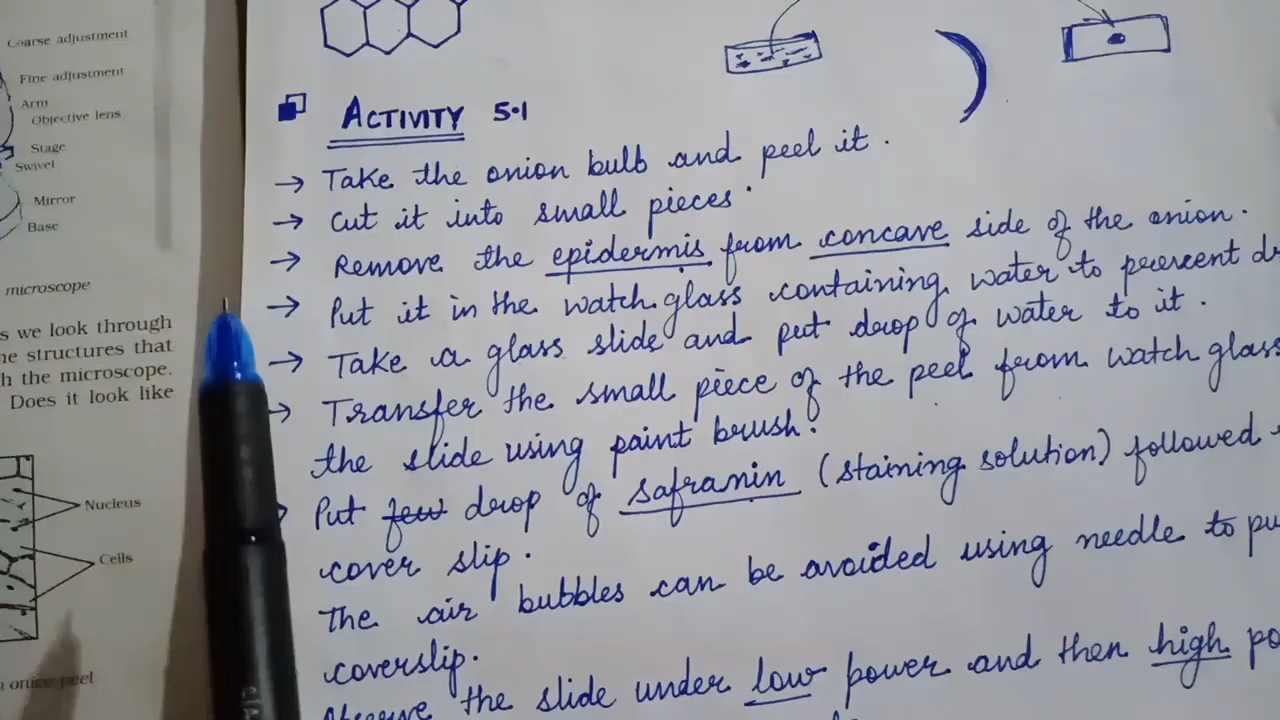 Coarse adjustment
Fine adjustment
Arm
Objective lens
Stage
Swivel
Mirror
Base
microscope
s we look through
ne structures that
h the microscope.
Does it look like
Nucleus
Cells
onion peel
ACTIVITY 5.1
→ Take the onion bulb and peel it.
→ Cut it into small pieces.
→ Remove the epidermis from concave side of the onion.
→ Put it in the watch glass containing water to prevent dr
→ Take a glass slide and put drop of water to it.
→ Transfer the small piece of the peel from watch glass
the slide using paint brush.
Put few drop of safranin (staining solution) followed
cover slip.
The air bubbles can be avoided using needle to pu
coverslip.
Observe the slide under low power and then high po